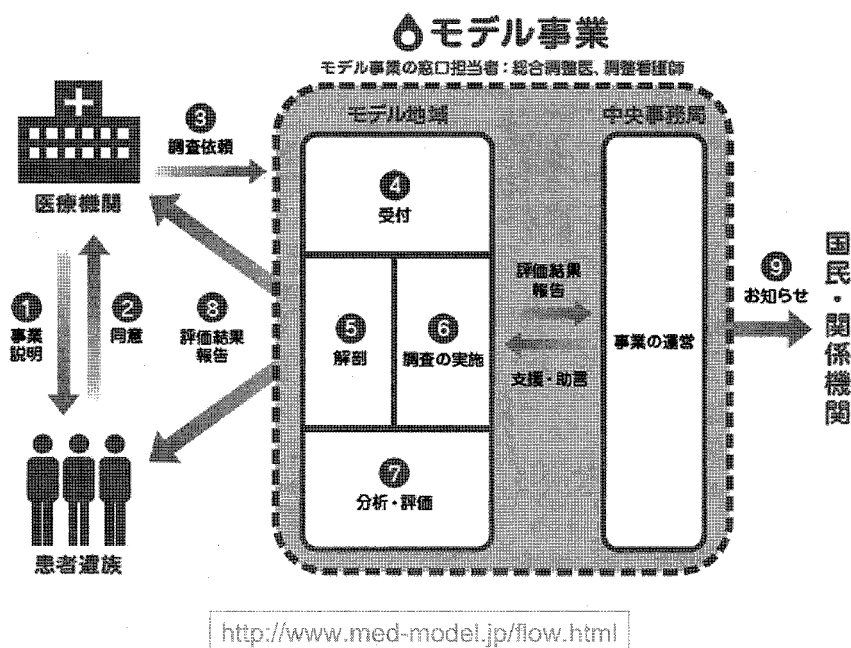 モデル事業
モデル事業の窓口担当者：総合調整医、調整看護師
モデル地域
中央事務局
医療機関
③
調査依頼
④
受付
①
事業
説明
②
同意
⑧
評価結果
報告
⑤
解剖
⑥
調査の実施
評価結果
報告
支援・助言
事業の運営
⑨
お知らせ
国民・関係機関
⑦
分析・評価
患者遺族
http://www.med-model.jp/flow.html